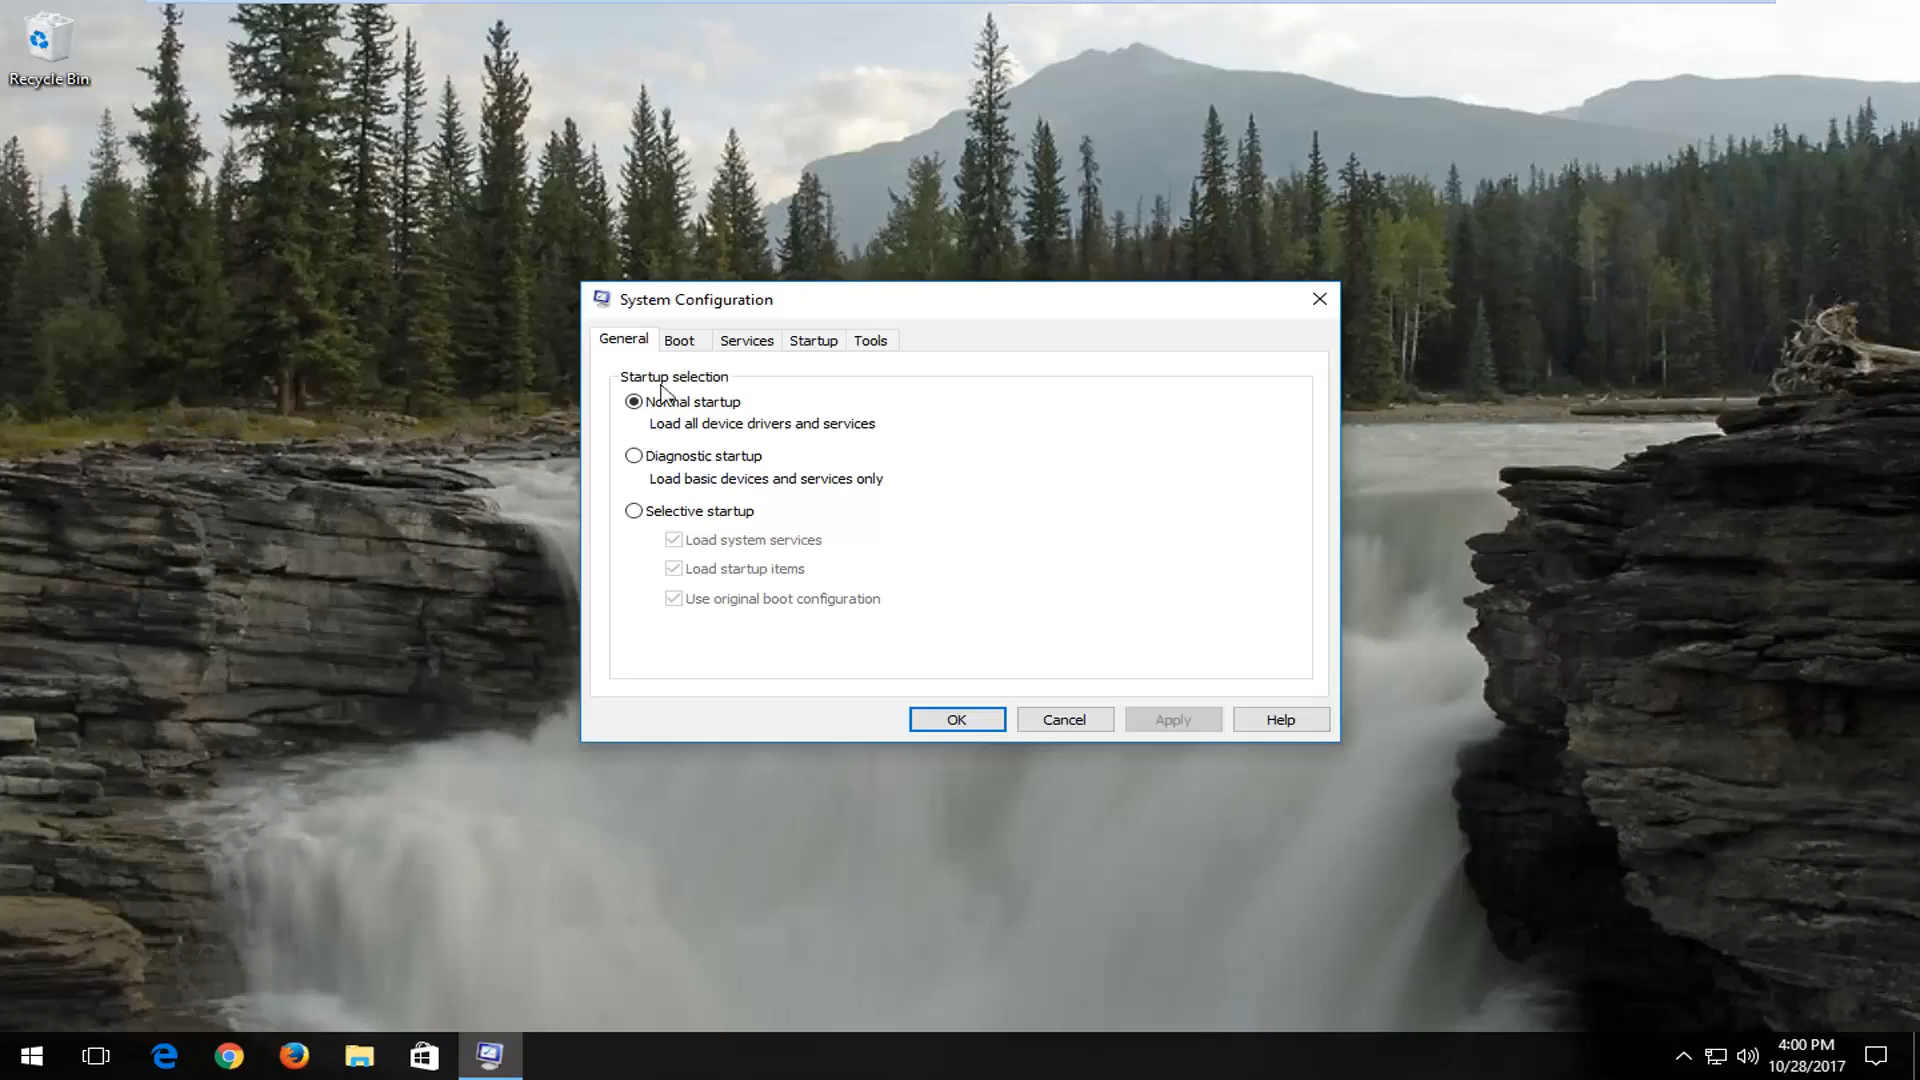 Recycle Bin
System Configuration
General Boot Services Startup Tools
Startup selection
Normal startup
Load all device drivers and services
Diagnostic startup
Load basic devices and services only
Selective startup
Load system services
Load startup items
Use original boot configuration
OK Cancel Apply Help
4:00 PM
10/28/2017